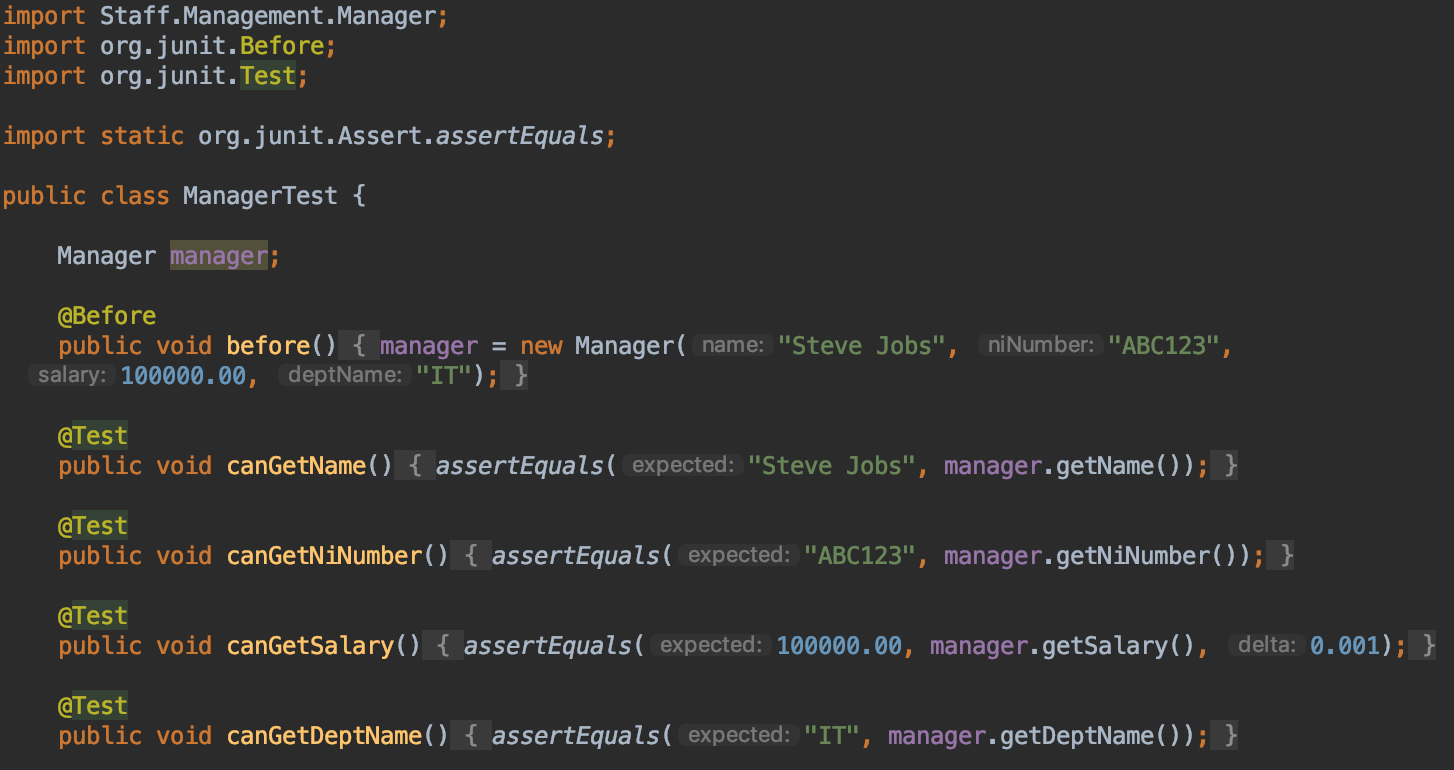 import Staff.Management.Manager;
import org.junit.Before;
import org.junit.Test;
import static org.junit.Assert.assertEquals;
public class ManagerTest {
Manager manager;
@Before
public void before() { manager = new Manager( name: "Steve Jobs", niNumber: "ABC123",
salary: 100000.00, deptName: "IT"); }
@Test
public void canGetName() { assertEquals( expected: "Steve Jobs", manager.getName()); }
@Test
public void canGetNiNumber() { assertEquals( expected: "ABC123", manager.getNiNumber()); }
@Test
public void canGetSalary() { assertEquals( expected: 100000.00, manager.getSalary(), delta: 0.001); }
@Test
public void canGetDeptName() { assertEquals( expected: "IT", manager.getDeptName()); }